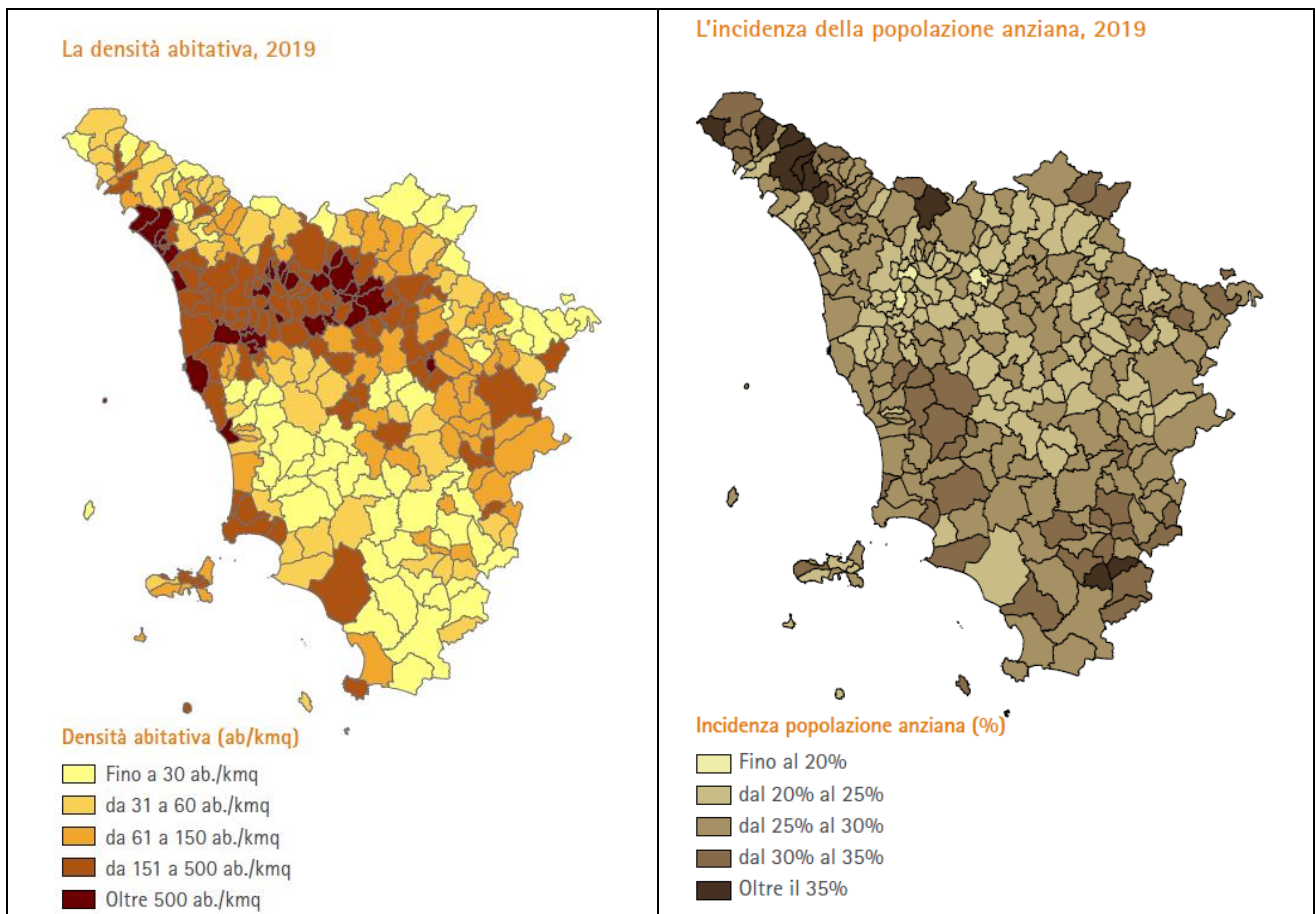 La densità abitativa, 2019
Densità abitativa (ab/kmq)
Fino a 30 ab./kmq
da 31 a 60 ab./kmq
da 61 a 150 ab./kmq
da 151 a 500 ab./kmq
Oltre 500 ab./kmq
L'incidenza della popolazione anziana, 2019
Incidenza popolazione anziana (%)
Fino al 20%
dal 20% al 25%
dal 25% al 30%
dal 30% al 35%
Oltre il 35%